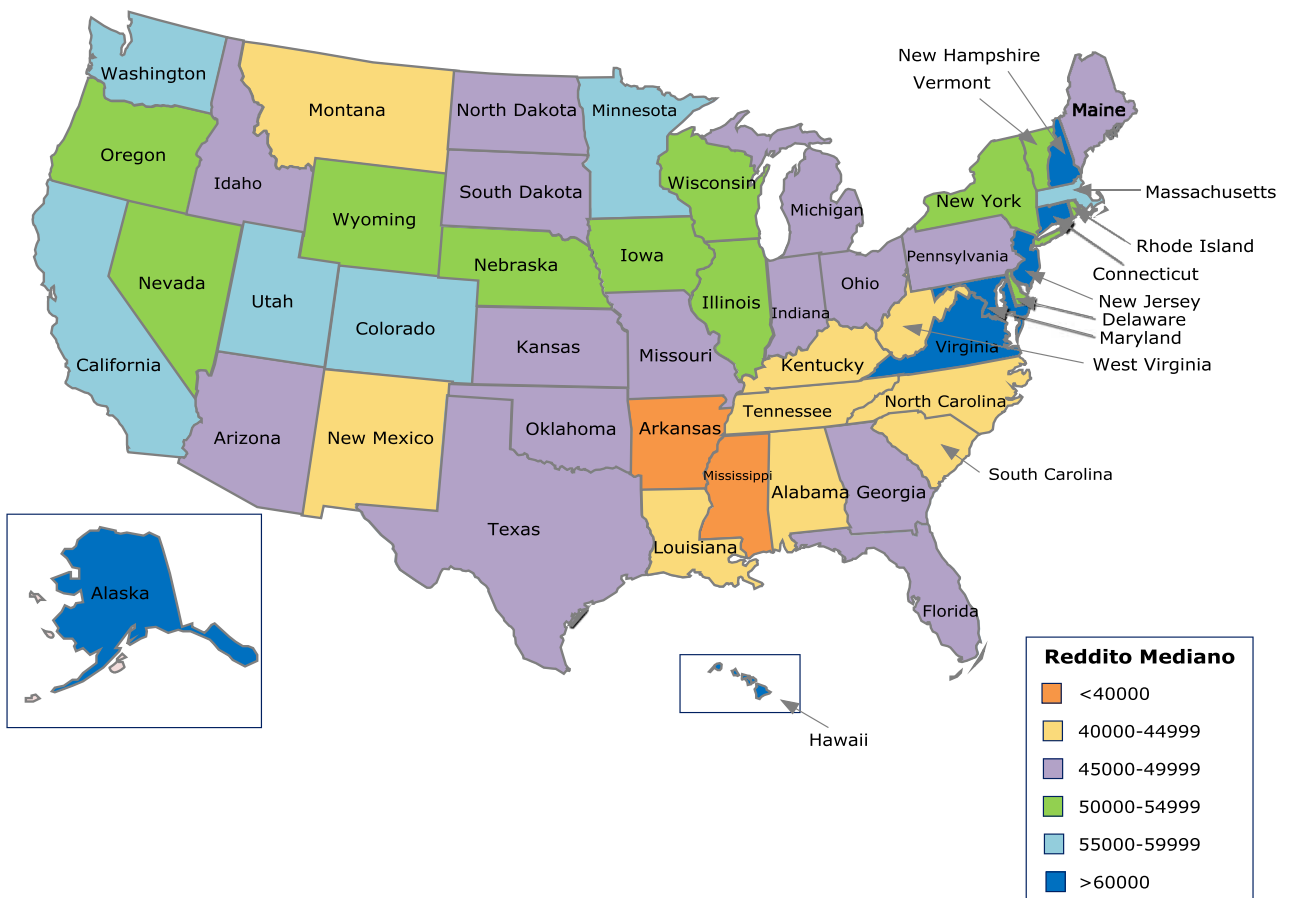 New Hampshire
Vermont
Washington
Montana
North Dakota
Minnesota
Maine
Oregon
Idaho
South Dakota
Wisconsin
Massachusetts
Wyoming
Michigan
New York
Rhode Island
Nevada
Nebraska
Iowa
Pennsylvania
Connecticut
Utah
Illinois
Ohio
New Jersey
Colorado
Indiana
Delaware
Maryland
California
Kansas
Missouri
Kentucky
Virginia
West Virginia
Arizona
New Mexico
Oklahoma
Arkansas
Tennessee
North Carolina
Mississippi
Alabama
Georgia
South Carolina
Texas
Louisiana
Alaska
Florida
Hawaii
Reddito Mediano
<40000
40000-44999
45000-49999
50000-54999
55000-59999
>60000